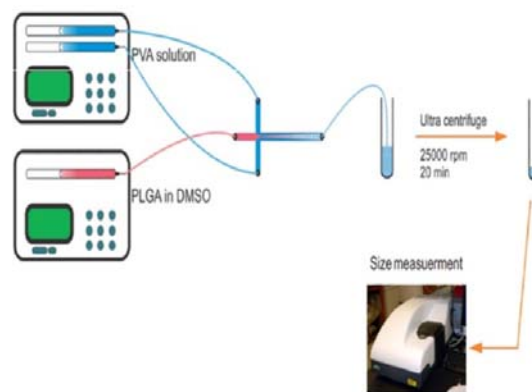 PVA solution
PLGA in DMSO
Ultra centrifuge
25000 rpm
20 min
Size measuerment